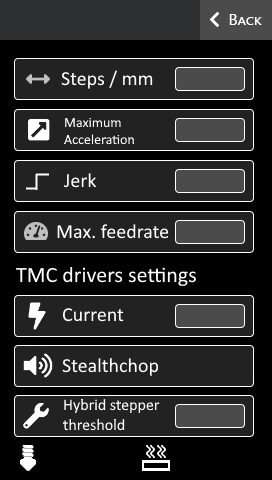 Back
Steps / mm
Maximum
Acceleration
Jerk
Max. feedrate
TMC drivers settings
Current
Stealthchop
Hybrid stepper
threshold